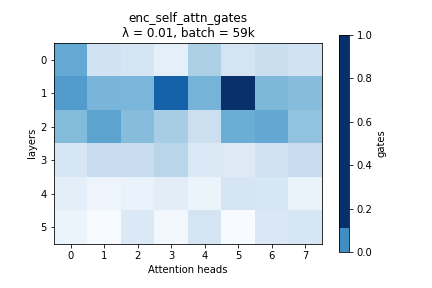 enc_self_attn_gates
λ = 0.01, batch = 59k
layers
0
1
2
3
4
5
0 1 2 3 4 5 6 7
Attention heads
1.0
0.8
0.6
0.4
0.2
0.0
gates